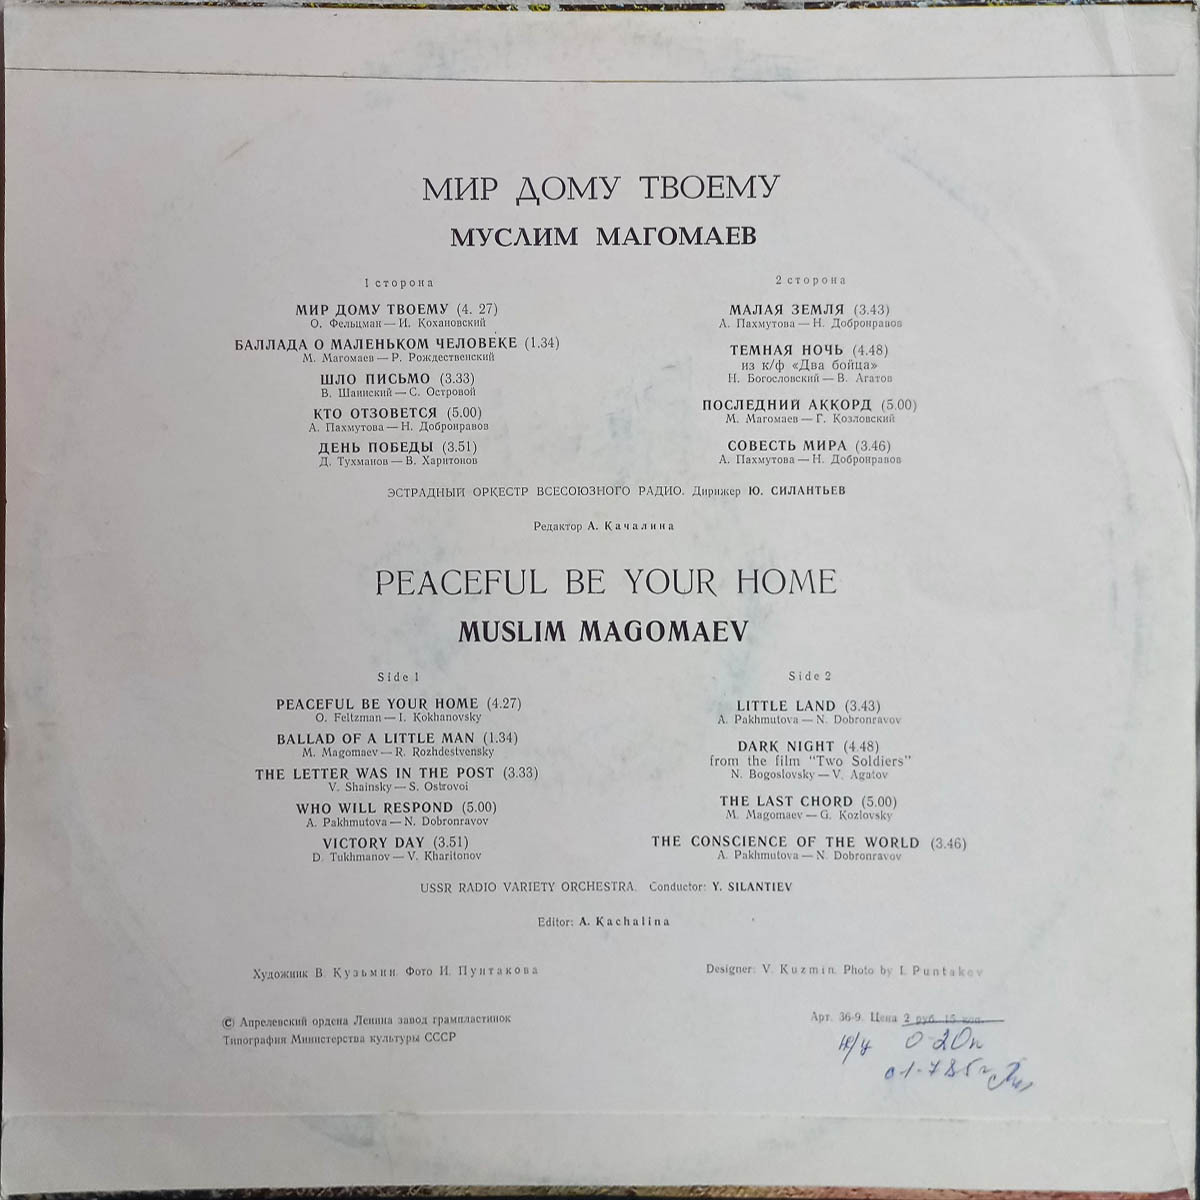 МИР ДОМУ ТВОЕМУ
МУСЛИМ МАГОМАЕВ
1 сторона
МИР ДОМУ ТВОЕМУ (4. 27)
О. Фельцман — И. Кохановский
БАЛЛАДА О МАЛЕНЬКОМ ЧЕЛОВЕКЕ (1.34)
М. Магомаев — Р. Рождественский
ШЛО ПИСЬМО (3.33)
В. Шаинский — С. Островой
КТО ОТЗОВЕТСЯ (5.00)
А. Пахмутова — Н. Добронравов
ДЕНЬ ПОБЕДЫ (3.51)
Д. Тухманов — В. Харитонов
2 сторона
МАЛАЯ ЗЕМЛЯ (3.43)
А. Пахмутова — Н. Добронравов
ТЕМНАЯ НОЧЬ (4.48)
из к/ф «Два бойца»
Н. Богословский — В. Агатов
ПОСЛЕДНИЙ АККОРД (5.00)
М. Магомаев — Г. Козловский
СОВЕСТЬ МИРА (3.46)
А. Пахмутова — Н. Добронравов
ЭСТРАДНЫЙ ОРКЕСТР ВСЕСОЮЗНОГО РАДИО. Дирижер Ю. СИЛАНТЬЕВ
Редактор А. Качалина
PEACEFUL BE YOUR HOME
MUSLIM MAGOMAEV
Side 1
PEACEFUL BE YOUR HOME (4.27)
O. Feltzman — I. Kokhanovsky
BALLAD OF A LITTLE MAN (1.34)
M. Magomaev — R. Rozhdestvensky
THE LETTER WAS IN THE POST (3.33)
V. Shainsky — S. Ostrovoi
WHO WILL RESPOND (5.00)
A. Pakhmutova — N. Dobronravov
VICTORY DAY (3.51)
D. Tukhmanov — V. Kharitonov
Side 2
LITTLE LAND (3.43)
A. Pakhmutova — N. Dobronravov
DARK NIGHT (4.48)
from the film "Two Soldiers"
N. Bogoslovsky — V. Agatov
THE LAST CHORD (5.00)
M. Magomaev — G. Kozlovsky
THE CONSCIENCE OF THE WORLD (3.46)
A. Pakhmutova — N. Dobronravov
USSR RADIO VARIETY ORCHESTRA. Conductor: Y. SILANTIEV
Editor: A. Kachalina
Художник В. Кузьмин. Фото И. Пунтакова
Designer: V. Kuzmin. Photo by I. Puntakov
© Апрелевский ордена Ленина завод грампластинок
Типография Министерства культуры СССР
Арт. 36-9. Цена 2 руб. 15 коп.
н/ц 0-20к